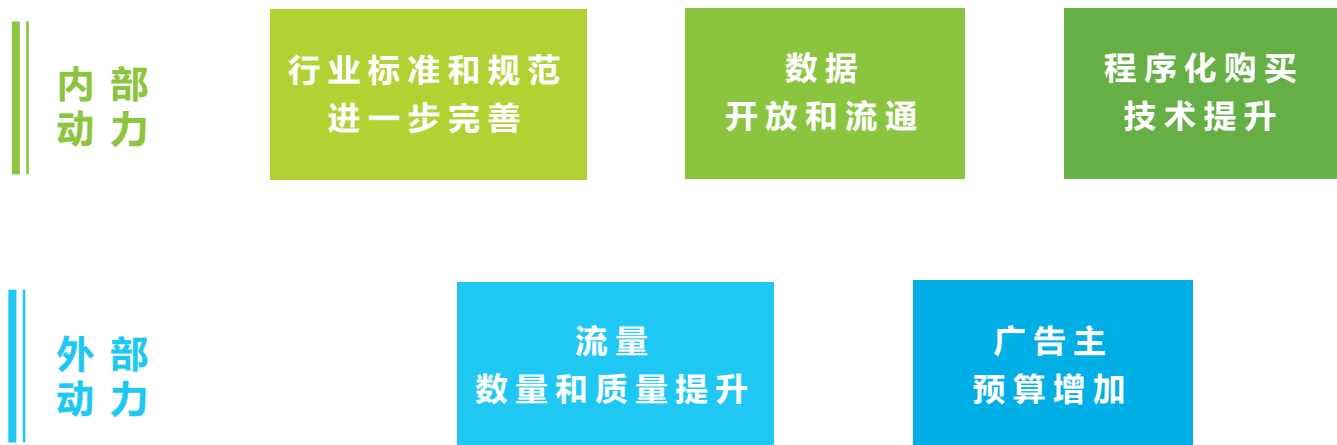 内部
动力
行业标准和规范
进一步完善
数据
开放和流通
程序化购买
技术提升
外部
动力
流量
数量和质量提升
广告主
预算增加